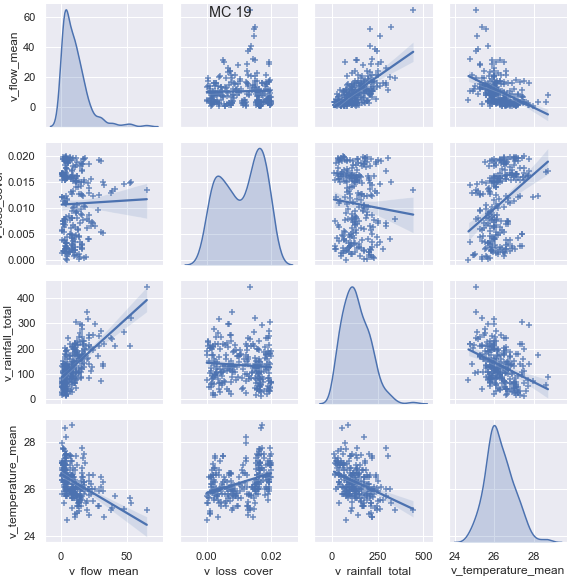 MC 19
v_flow_mean
60
40
20
0
0.020
0.015
0.010
0.005
0.000
v_rainfall_total
400
300
200
100
0
v_temperature_mean
28
26
24
0 50
0.00 0.02
0 250 500
24 26 28
v_flow_mean v_loss_cover v_rainfall_total v_temperature_mean